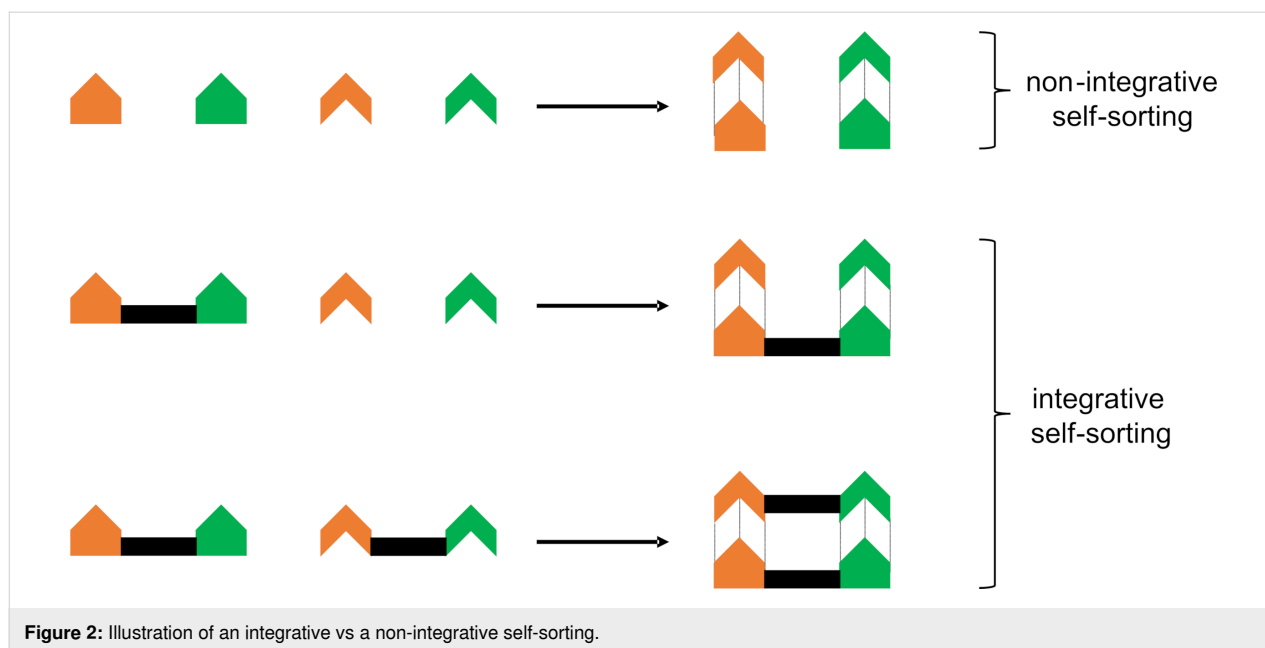 non-integrative
self-sorting
integrative
self-sorting
Figure 2: Illustration of an integrative vs a non-integrative self-sorting.